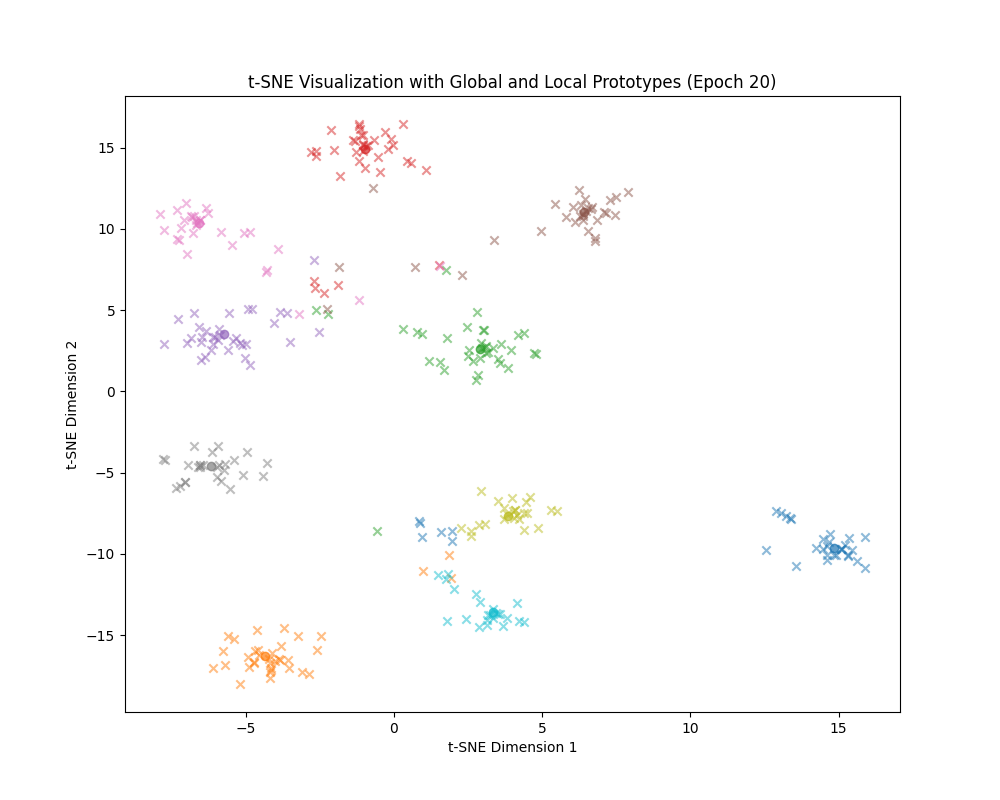 t-SNE Visualization with Global and Local Prototypes (Epoch 20)
15
10
5
0
−5
−10
−15
t-SNE Dimension 2
−5 0 5 10 15
t-SNE Dimension 1